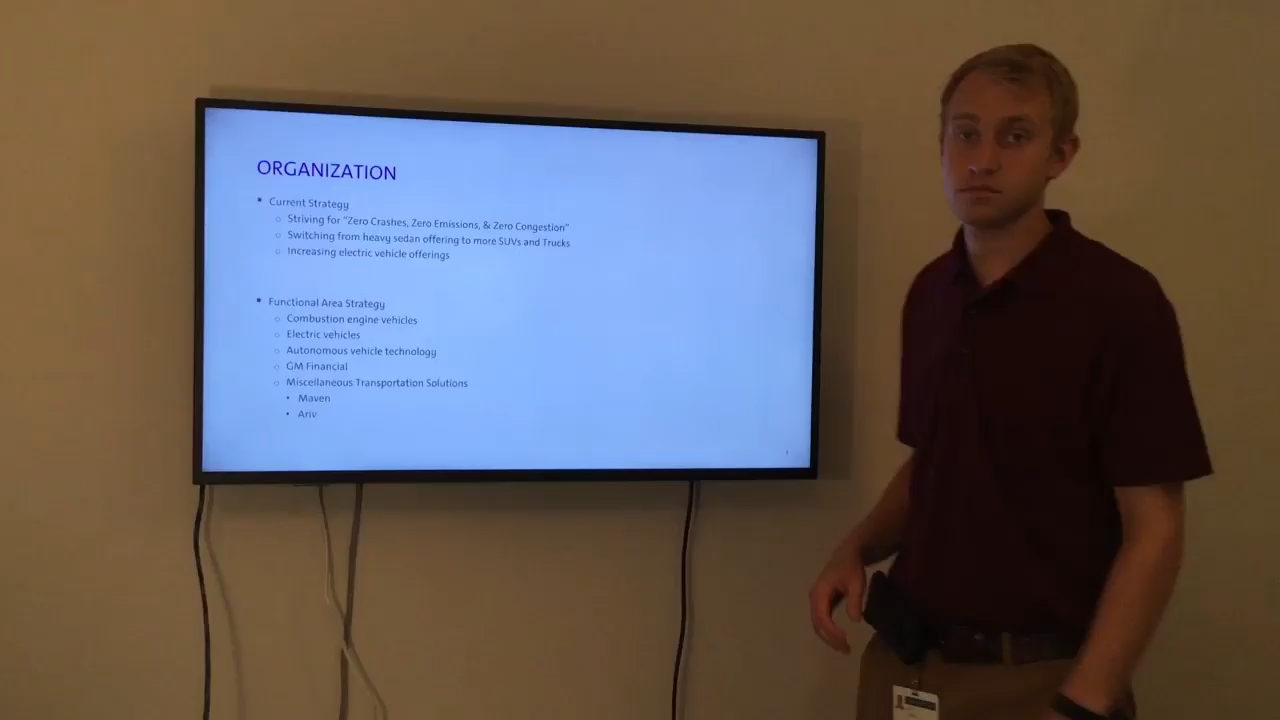 ORGANIZATION
Current Strategy
Striving for "Zero Crashes, Zero Emissions, & Zero Congestion"
Switching from heavy sedan offering to more SUVs and Trucks
Increasing electric vehicle offerings
Functional Area Strategy
Combustion engine vehicles
Electric vehicles
Autonomous vehicle technology
GM Financial
Miscellaneous Transportation Solutions
Maven
Ariv